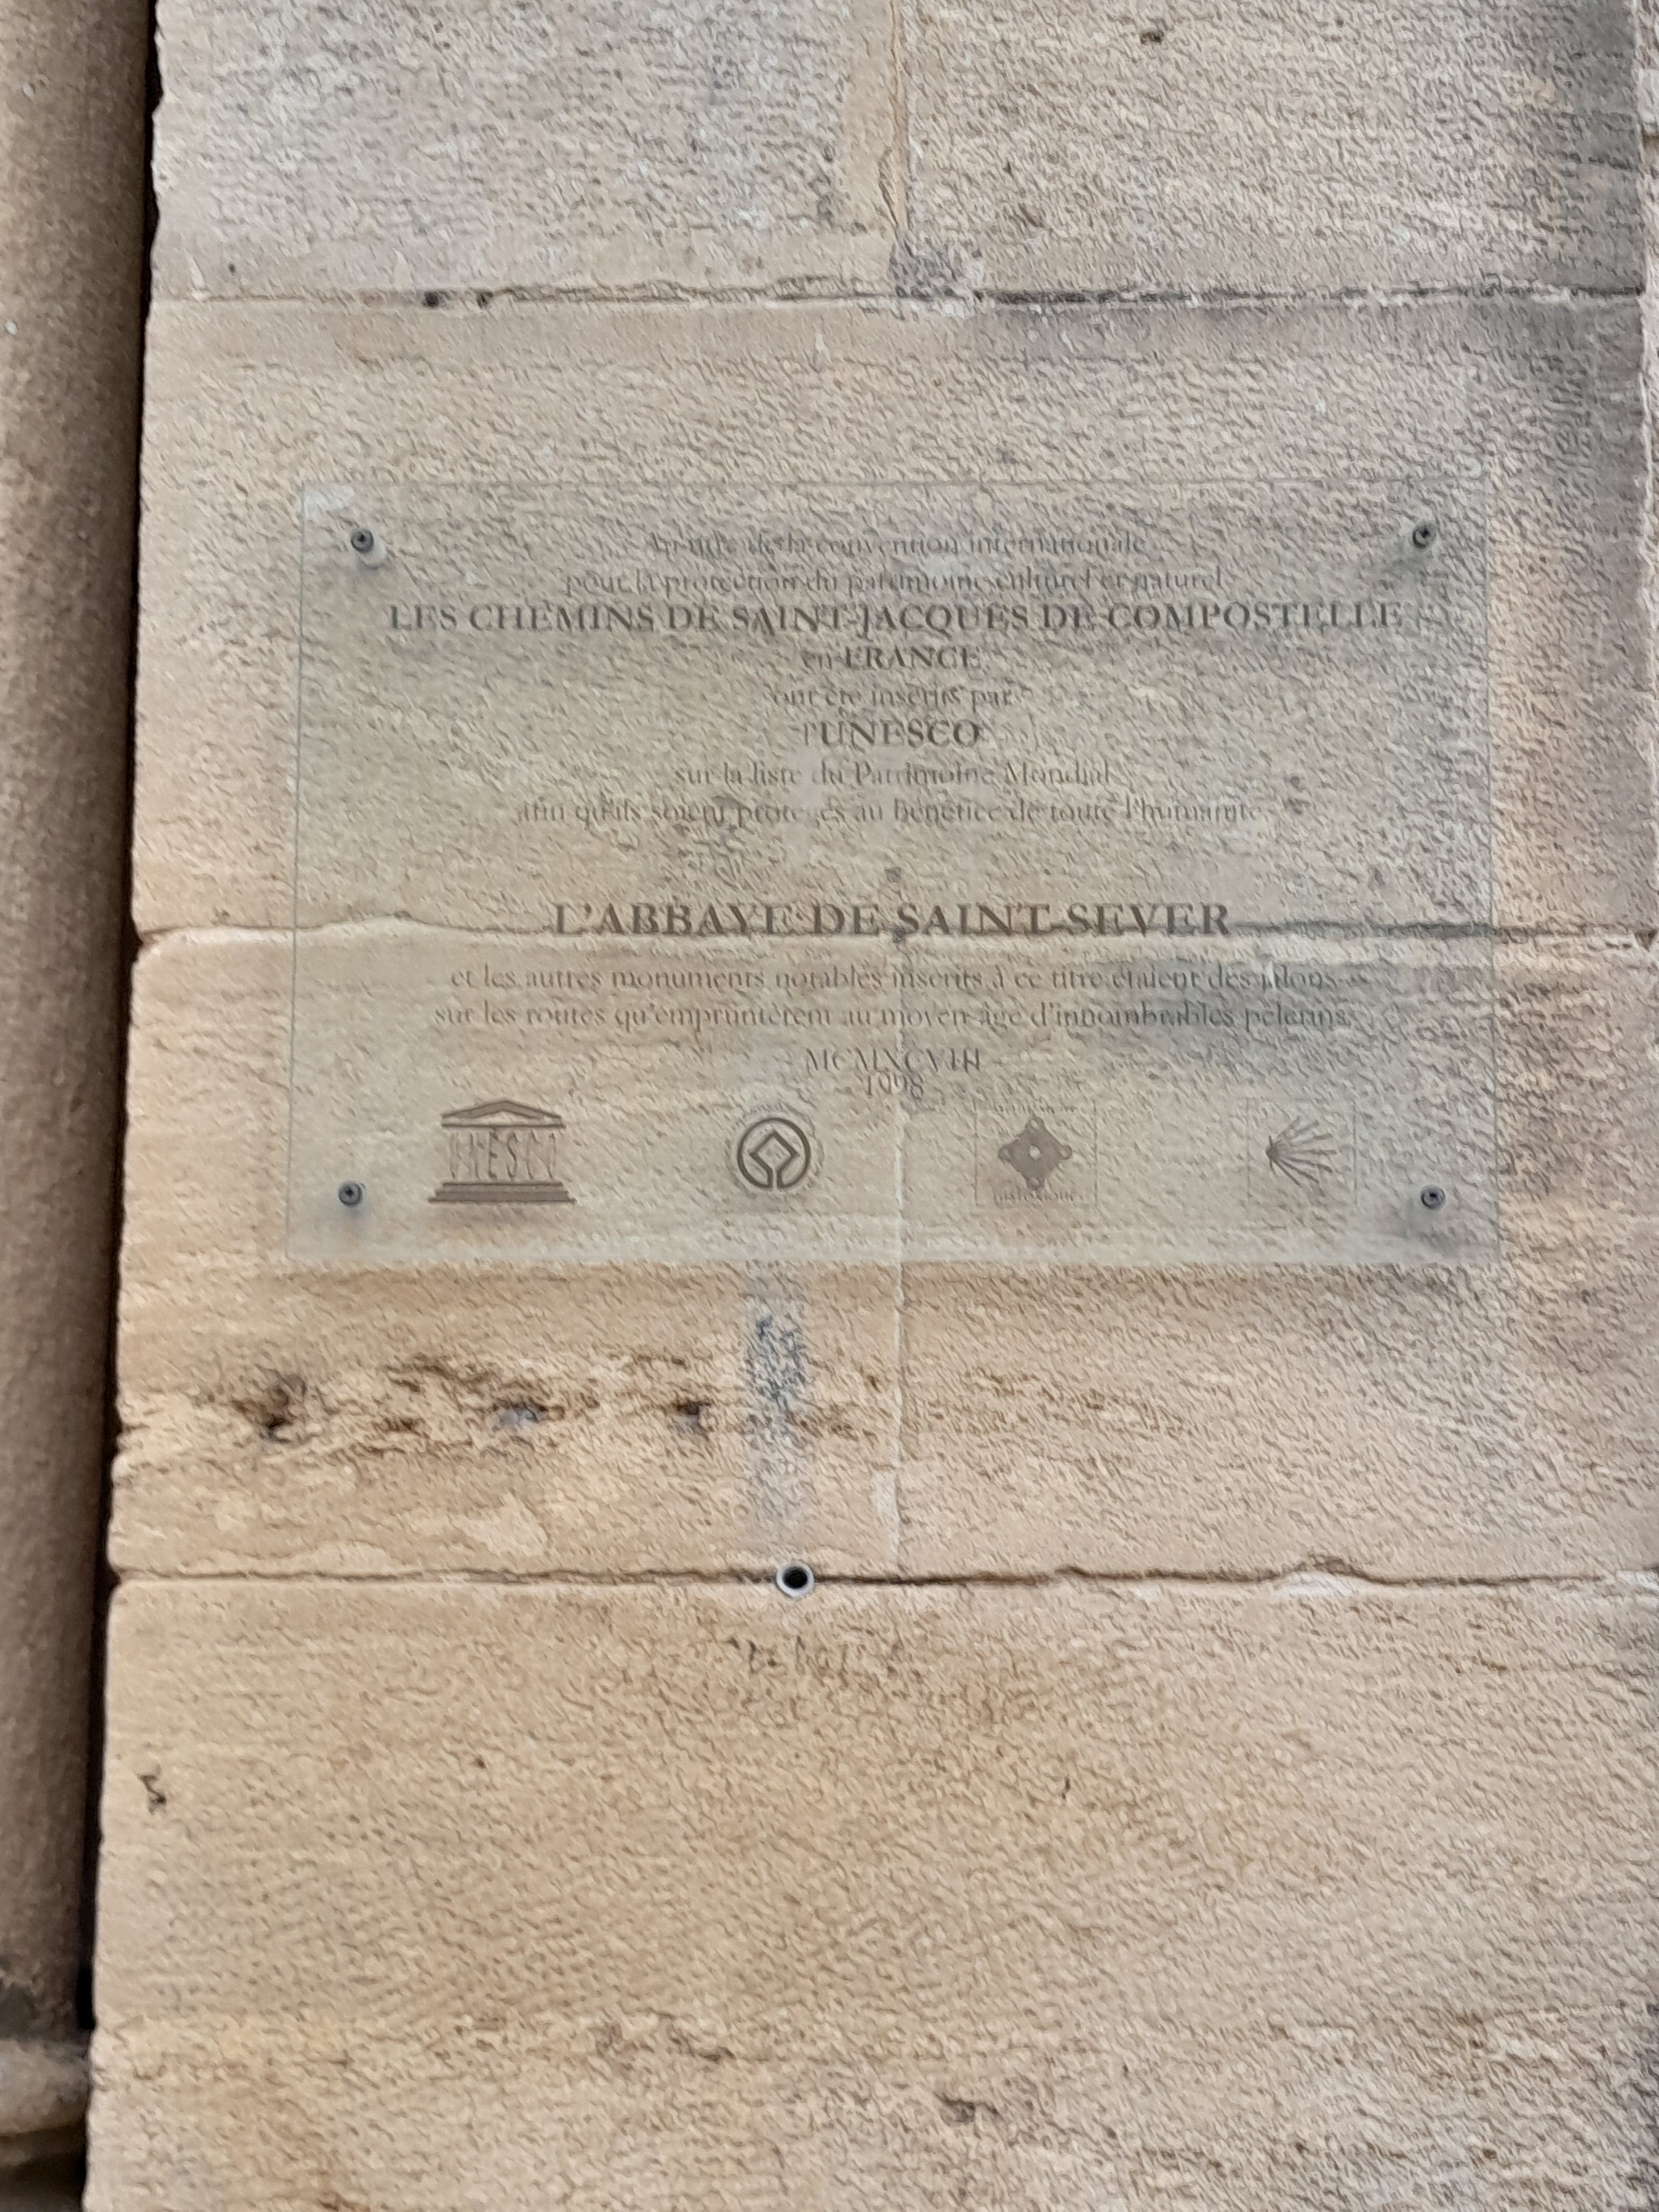 Au titre de la convention internationale
pour la protection du patrimoine culturel et naturel
LES CHEMINS DE SAINT-JACQUES DE COMPOSTELLE
en FRANCE
ont été inscrits par
l'UNESCO
sur la liste du Patrimoine Mondial
afin qu'ils soient protégés au bénéfice de toute l'humanité.
L'ABBAYE DE SAINT-SEVER
et les autres monuments notables inscrits à ce titre étaient des jalons
sur les routes qu'empruntèrent au moyen-âge d'innombrables pèlerins.
MCMXCVIII
1998
UNESCO
historiques